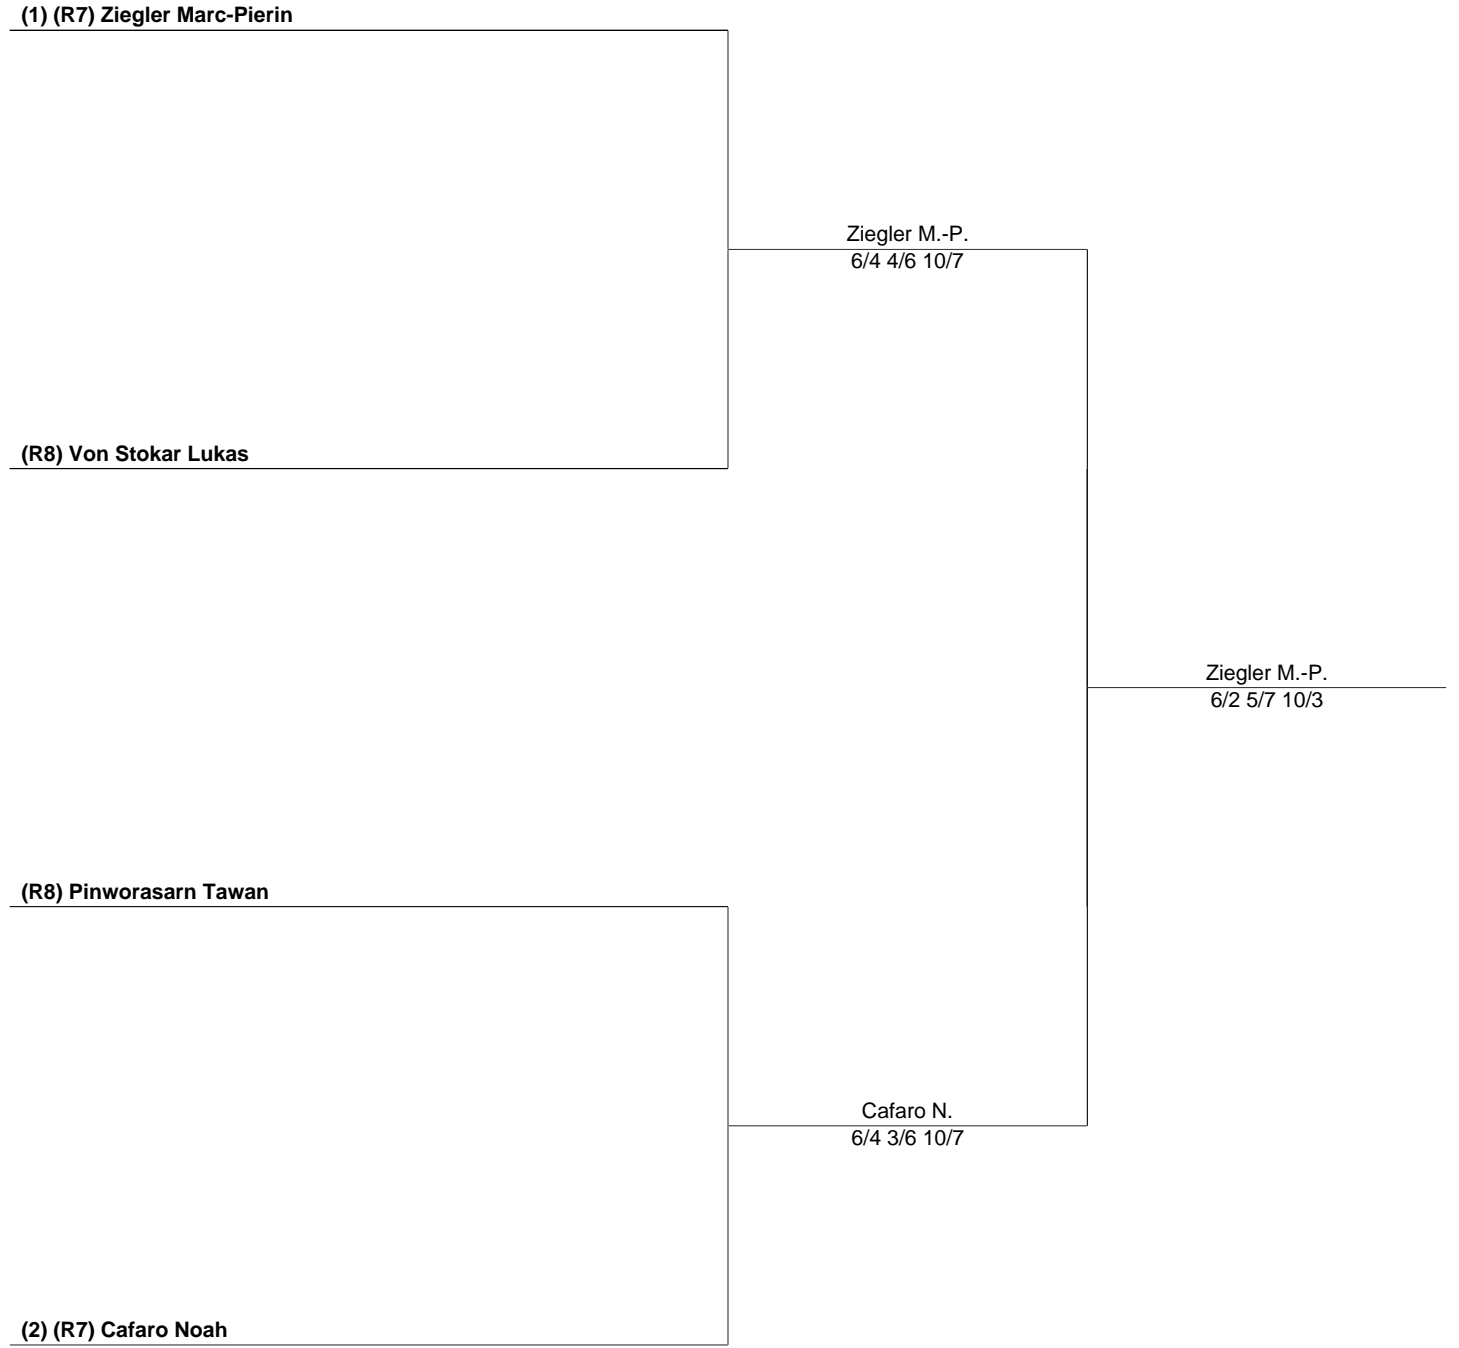 (1) (R7) Ziegler Marc-Pierin
Ziegler M.-P.
6/4 4/6 10/7
(R8) Von Stokar Lukas
Ziegler M.-P.
6/2 5/7 10/3
(R8) Pinworasarn Tawan
Cafaro N.
6/4 3/6 10/7
(2) (R7) Cafaro Noah